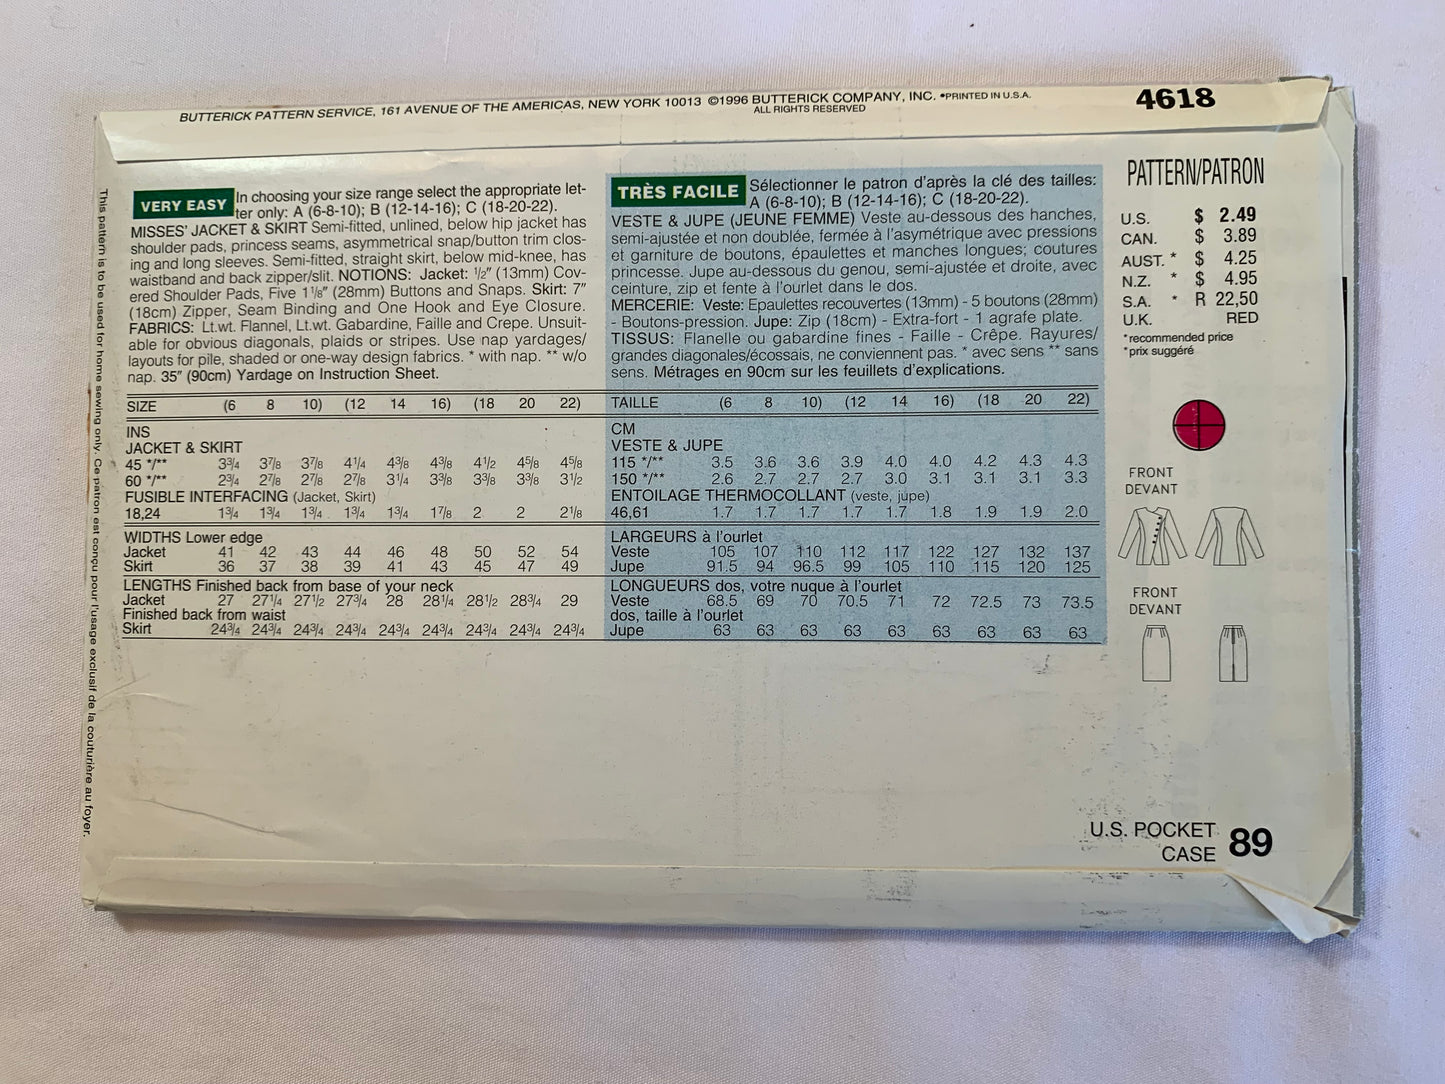 BUTTERICK PATTERN SERVICE, 161 AVENUE OF THE AMERICAS, NEW YORK 10013 ©1996 BUTTERICK COMPANY, INC. •PRINTED IN U.S.A.
ALL RIGHTS RESERVED
4618
This pattern is to be used for home sewing only. Ce patron est conçu pour l'usage exclusif de la couturière au foyer.
VERY EASY In choosing your size range select the appropriate let-
ter only: A (6-8-10); B (12-14-16); C (18-20-22).
MISSES' JACKET & SKIRT Semi-fitted, unlined, below hip jacket has
shoulder pads, princess seams, asymmetrical snap/button trim clos-
ing and long sleeves. Semi-fitted, straight skirt, below mid-knee, has
waistband and back zipper/slit. NOTIONS: Jacket: 1/2" (13mm) Cov-
ered Shoulder Pads, Five 1 1/8" (28mm) Buttons and Snaps. Skirt: 7"
(18cm) Zipper, Seam Binding and One Hook and Eye Closure.
FABRICS: Lt.wt. Flannel, Lt.wt. Gabardine, Faille and Crepe. Unsuit-
able for obvious diagonals, plaids or stripes. Use nap yardages/
layouts for pile, shaded or one-way design fabrics. * with nap. ** w/o
nap. 35" (90cm) Yardage on Instruction Sheet.
SIZE (6 8 10) (12 14 16) (18 20 22)
INS
JACKET & SKIRT
45 */** 3 3/4 3 7/8 3 7/8 4 1/4 4 3/8 4 3/8 4 1/2 4 5/8 4 5/8
60 */** 2 3/4 2 7/8 2 7/8 2 7/8 3 1/4 3 3/8 3 3/8 3 3/8 3 1/2
FUSIBLE INTERFACING (Jacket, Skirt)
18,24 1 3/4 1 3/4 1 3/4 1 3/4 1 3/4 1 7/8 2 2 2 1/8
WIDTHS Lower edge
Jacket 41 42 43 44 46 48 50 52 54
Skirt 36 37 38 39 41 43 45 47 49
LENGTHS Finished back from base of your neck
Jacket 27 27 1/4 27 1/2 27 3/4 28 28 1/4 28 1/2 28 3/4 29
Finished back from waist
Skirt 24 3/4 24 3/4 24 3/4 24 3/4 24 3/4 24 3/4 24 3/4 24 3/4 24 3/4
TRÈS FACILE Sélectionner le patron d'après la clé des tailles:
A (6-8-10); B (12-14-16); C (18-20-22).
VESTE & JUPE (JEUNE FEMME) Veste au-dessous des hanches,
semi-ajustée et non doublée, fermée à l'asymétrique avec pressions
et garniture de boutons, épaulettes et manches longues; coutures
princesse. Jupe au-dessous du genou, semi-ajustée et droite, avec
ceinture, zip et fente à l'ourlet dans le dos.
MERCERIE: Veste: Epaulettes recouvertes (13mm) - 5 boutons (28mm)
- Boutons-pression. Jupe: Zip (18cm) - Extra-fort - 1 agrafe plate.
TISSUS: Flanelle ou gabardine fines - Faille - Crêpe. Rayures/
grandes diagonales/écossais, ne conviennent pas. * avec sens ** sans
sens. Métrages en 90cm sur les feuillets d'explications.
TAILLE (6 8 10) (12 14 16) (18 20 22)
CM
VESTE & JUPE
115 */** 3.5 3.6 3.6 3.9 4.0 4.0 4.2 4.3 4.3
150 */** 2.6 2.7 2.7 2.7 3.0 3.1 3.1 3.1 3.3
ENTOILAGE THERMOCOLLANT (veste, jupe)
46,61 1.7 1.7 1.7 1.7 1.7 1.8 1.9 1.9 2.0
LARGEURS à l'ourlet
Veste 105 107 110 112 117 122 127 132 137
Jupe 91.5 94 96.5 99 105 110 115 120 125
LONGUEURS dos, votre nuque à l'ourlet
Veste 68.5 69 70 70.5 71 72 72.5 73 73.5
dos, taille à l'ourlet
Jupe 63 63 63 63 63 63 63 63 63
PATTERN/PATRON
U.S. $ 2.49
CAN. $ 3.89
AUST. * $ 4.25
N.Z. * $ 4.95
S.A. * R 22,50
U.K. RED
*recommended price
*prix suggéré
FRONT
DEVANT
FRONT
DEVANT
U.S. POCKET
CASE 89